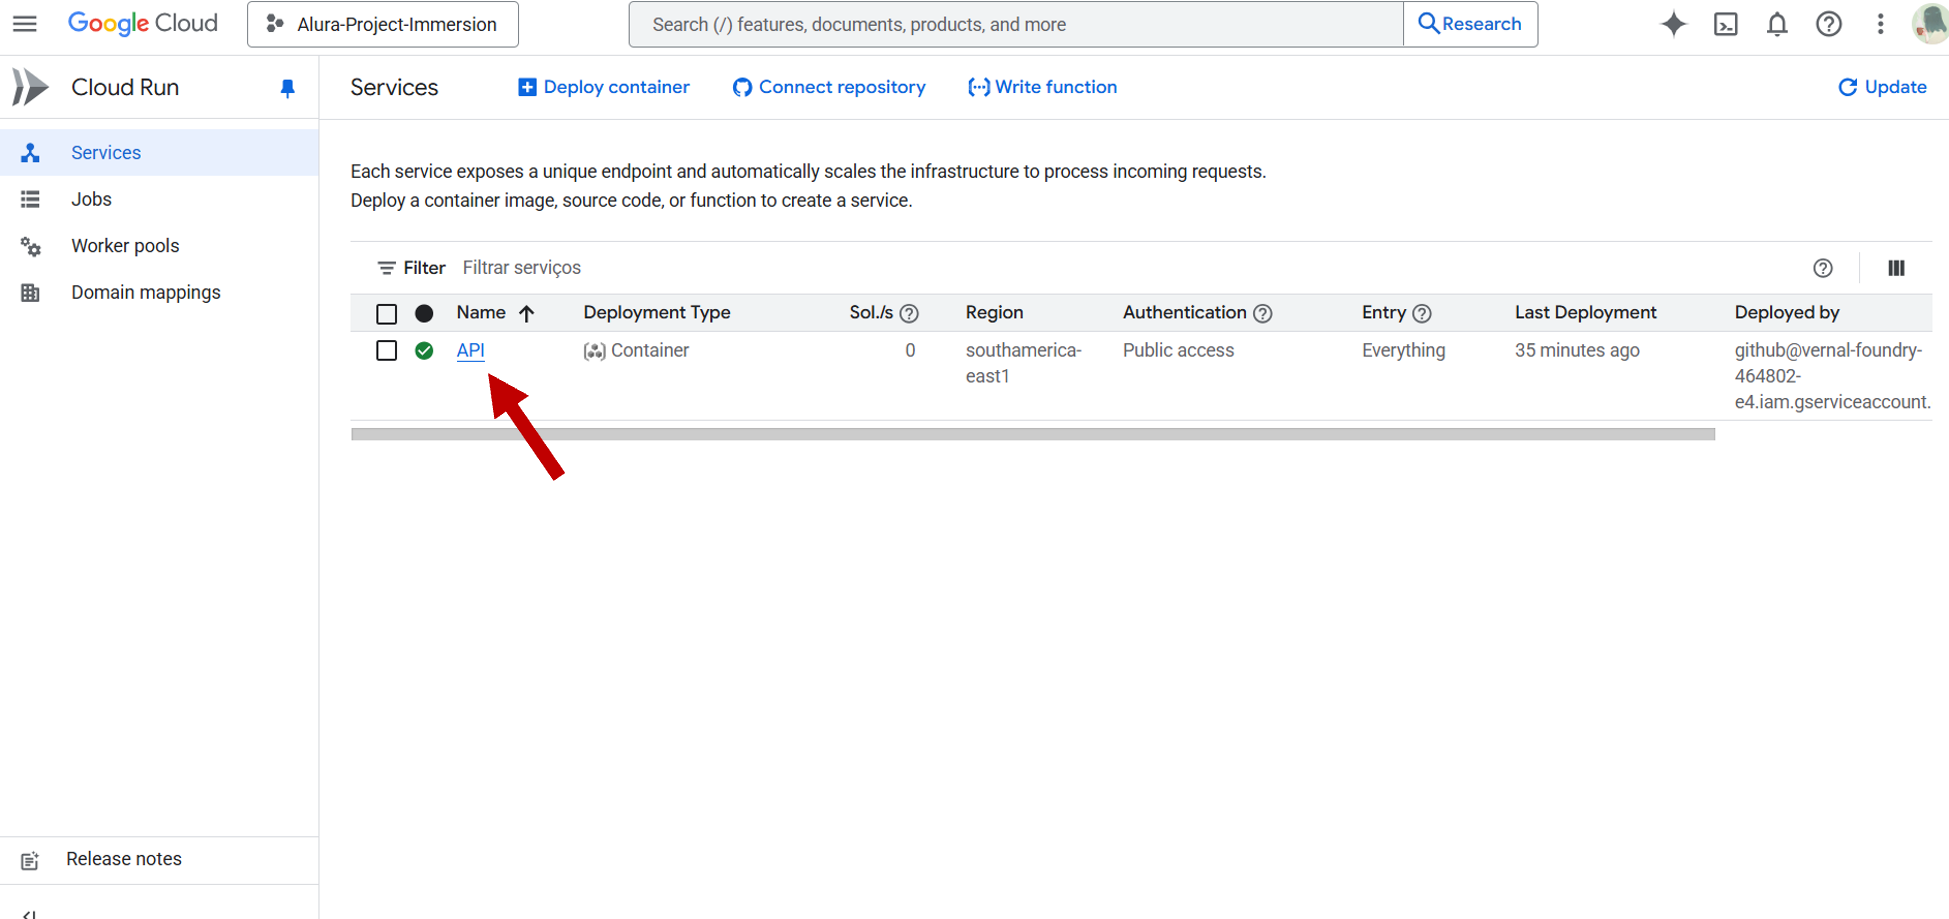 Google Cloud
Alura-Project-Immersion
Search (/) features, documents, products, and more
Research
Cloud Run
Services
Deploy container
Connect repository
Write function
Update
Services
Jobs
Worker pools
Domain mappings
Each service exposes a unique endpoint and automatically scales the infrastructure to process incoming requests.
Deploy a container image, source code, or function to create a service.
Filter Filtrar serviços
Name Deployment Type Sol./s Region Authentication Entry Last Deployment Deployed by
API Container 0 southamerica- Public access Everything 35 minutes ago github@vernal-foundry-
east1 464802-
e4.iam.gserviceaccount.
Release notes